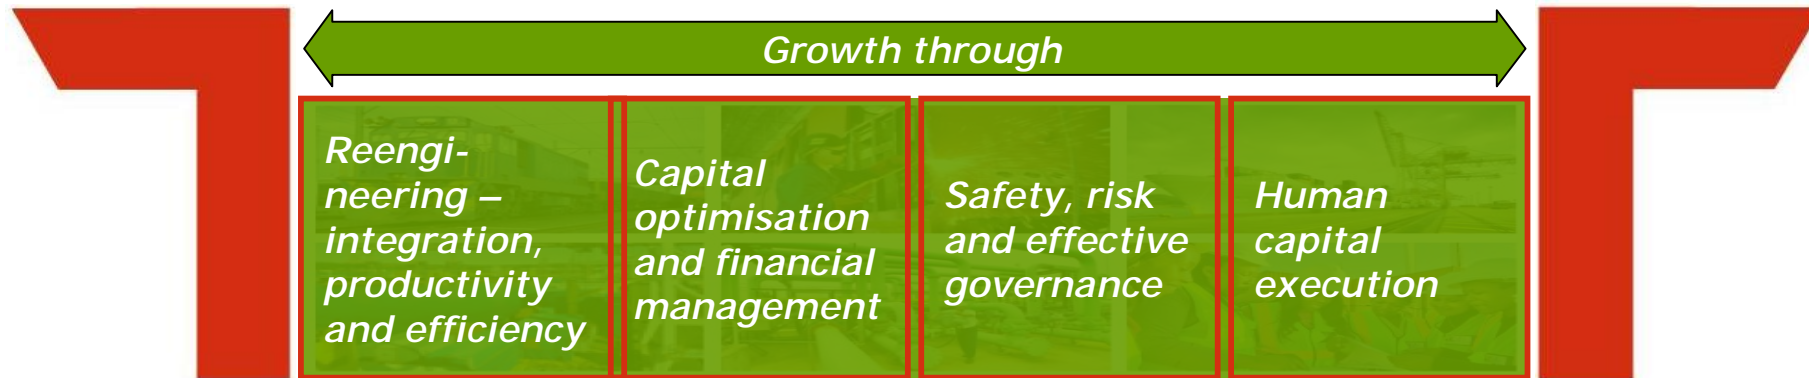 Growth through
Reengi-
neering –
integration,
productivity
and efficiency
Capital
optimisation
and financial
management
Safety, risk
and effective
governance
Human
capital
execution